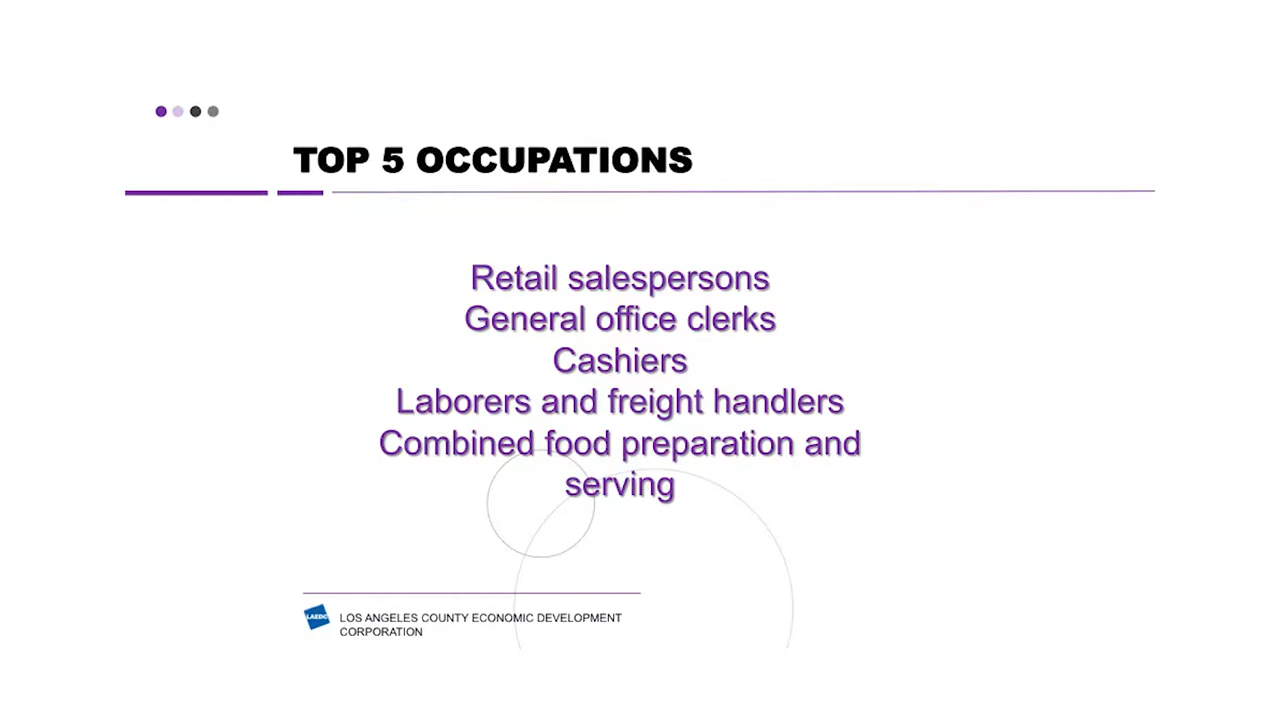 TOP 5 OCCUPATIONS
Retail salespersons
General office clerks
Cashiers
Laborers and freight handlers
Combined food preparation and
serving
LAEDC
LOS ANGELES COUNTY ECONOMIC DEVELOPMENT
CORPORATION